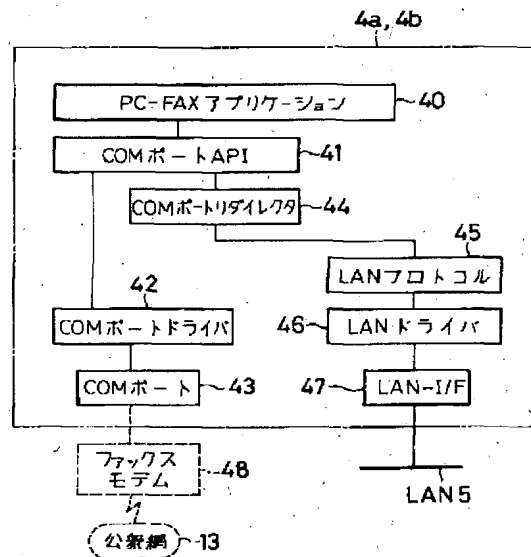 4a, 4b
PC-FAXアプリケーション
40
COMポートAPI
41
COMポートリダイレクタ
44
45
LANプロトコル
42
COMポートドライバ
46
LANドライバ
COMポート
43
47
LAN-I/F
ファックス
モデム
48
LAN5
公衆網
13